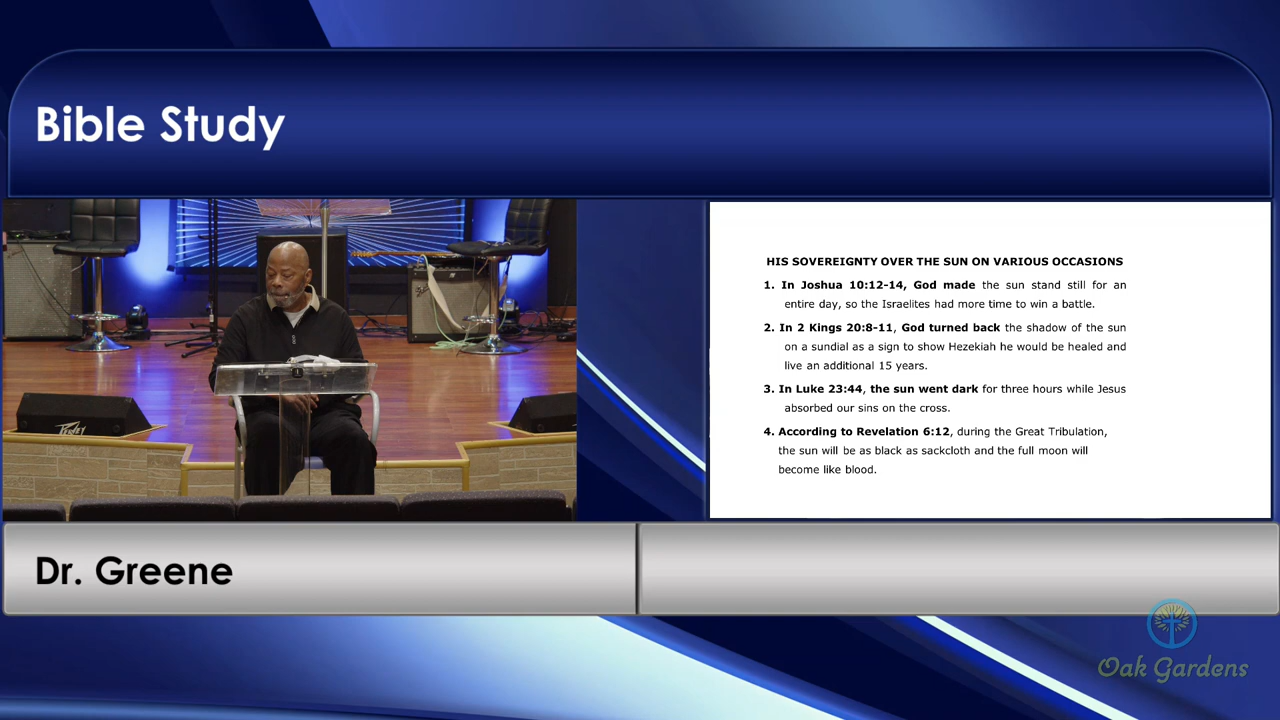 Bible Study
PEAVEY
HIS SOVEREIGNTY OVER THE SUN ON VARIOUS OCCASIONS
1. In Joshua 10:12-14, God made the sun stand still for an
entire day, so the Israelites had more time to win a battle.
2. In 2 Kings 20:8-11, God turned back the shadow of the sun
on a sundial as a sign to show Hezekiah he would be healed and
live an additional 15 years.
3. In Luke 23:44, the sun went dark for three hours while Jesus
absorbed our sins on the cross.
4. According to Revelation 6:12, during the Great Tribulation,
the sun will be as black as sackcloth and the full moon will
become like blood.
Dr. Greene
Oak Gardens